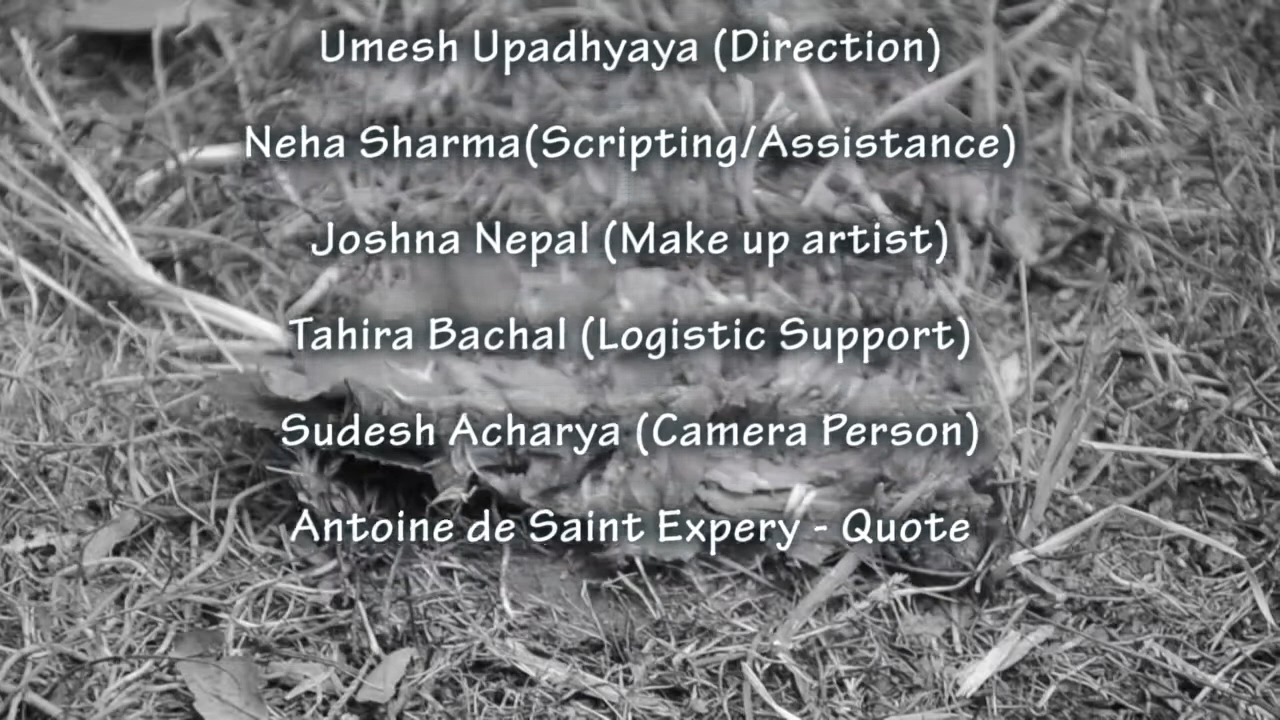 Umesh Upadhyaya (Direction)
Neha Sharma(Scripting/Assistance)
Joshna Nepal (Make up artist)
Tahira Bachal (Logistic Support)
Sudesh Acharya (Camera Person)
Antoine de Saint Expery - Quote